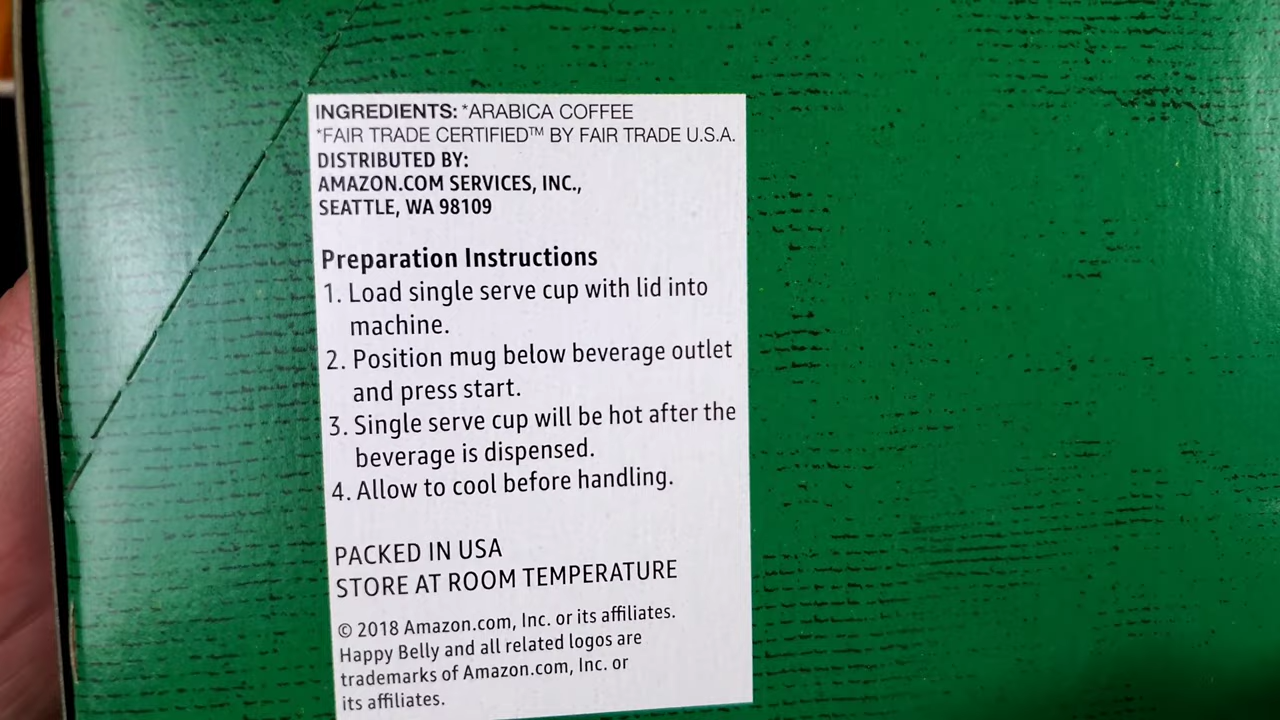 INGREDIENTS: *ARABICA COFFEE
*FAIR TRADE CERTIFIED™ BY FAIR TRADE U.S.A.
DISTRIBUTED BY:
AMAZON.COM SERVICES, INC.,
SEATTLE, WA 98109
Preparation Instructions
1. Load single serve cup with lid into
machine.
2. Position mug below beverage outlet
and press start.
3. Single serve cup will be hot after the
beverage is dispensed.
4. Allow to cool before handling.
PACKED IN USA
STORE AT ROOM TEMPERATURE
© 2018 Amazon.com, Inc. or its affiliates.
Happy Belly and all related logos are
trademarks of Amazon.com, Inc. or
its affiliates.